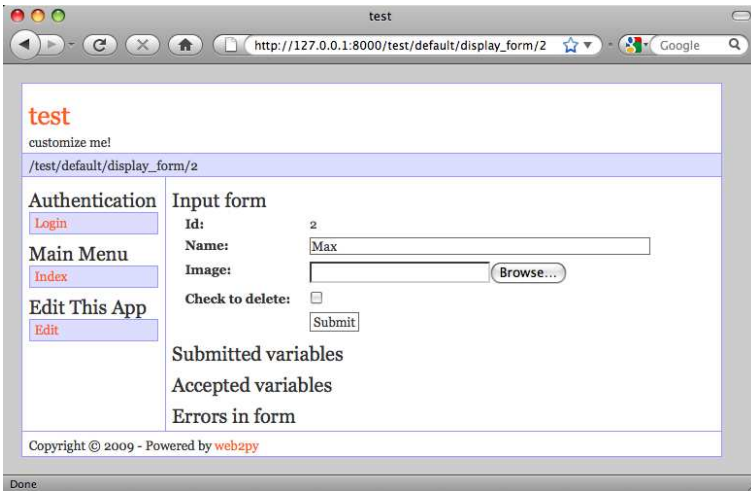 test
http://127.0.0.1:8000/test/default/display_form/2
Google
test
customize me!
/test/default/display_form/2
Authentication
Login
Main Menu
Index
Edit This App
Edit
Input form
Id: 2
Name: Max
Image: Browse...
Check to delete:
Submit
Submitted variables
Accepted variables
Errors in form
Copyright © 2009 - Powered by web2py
Done